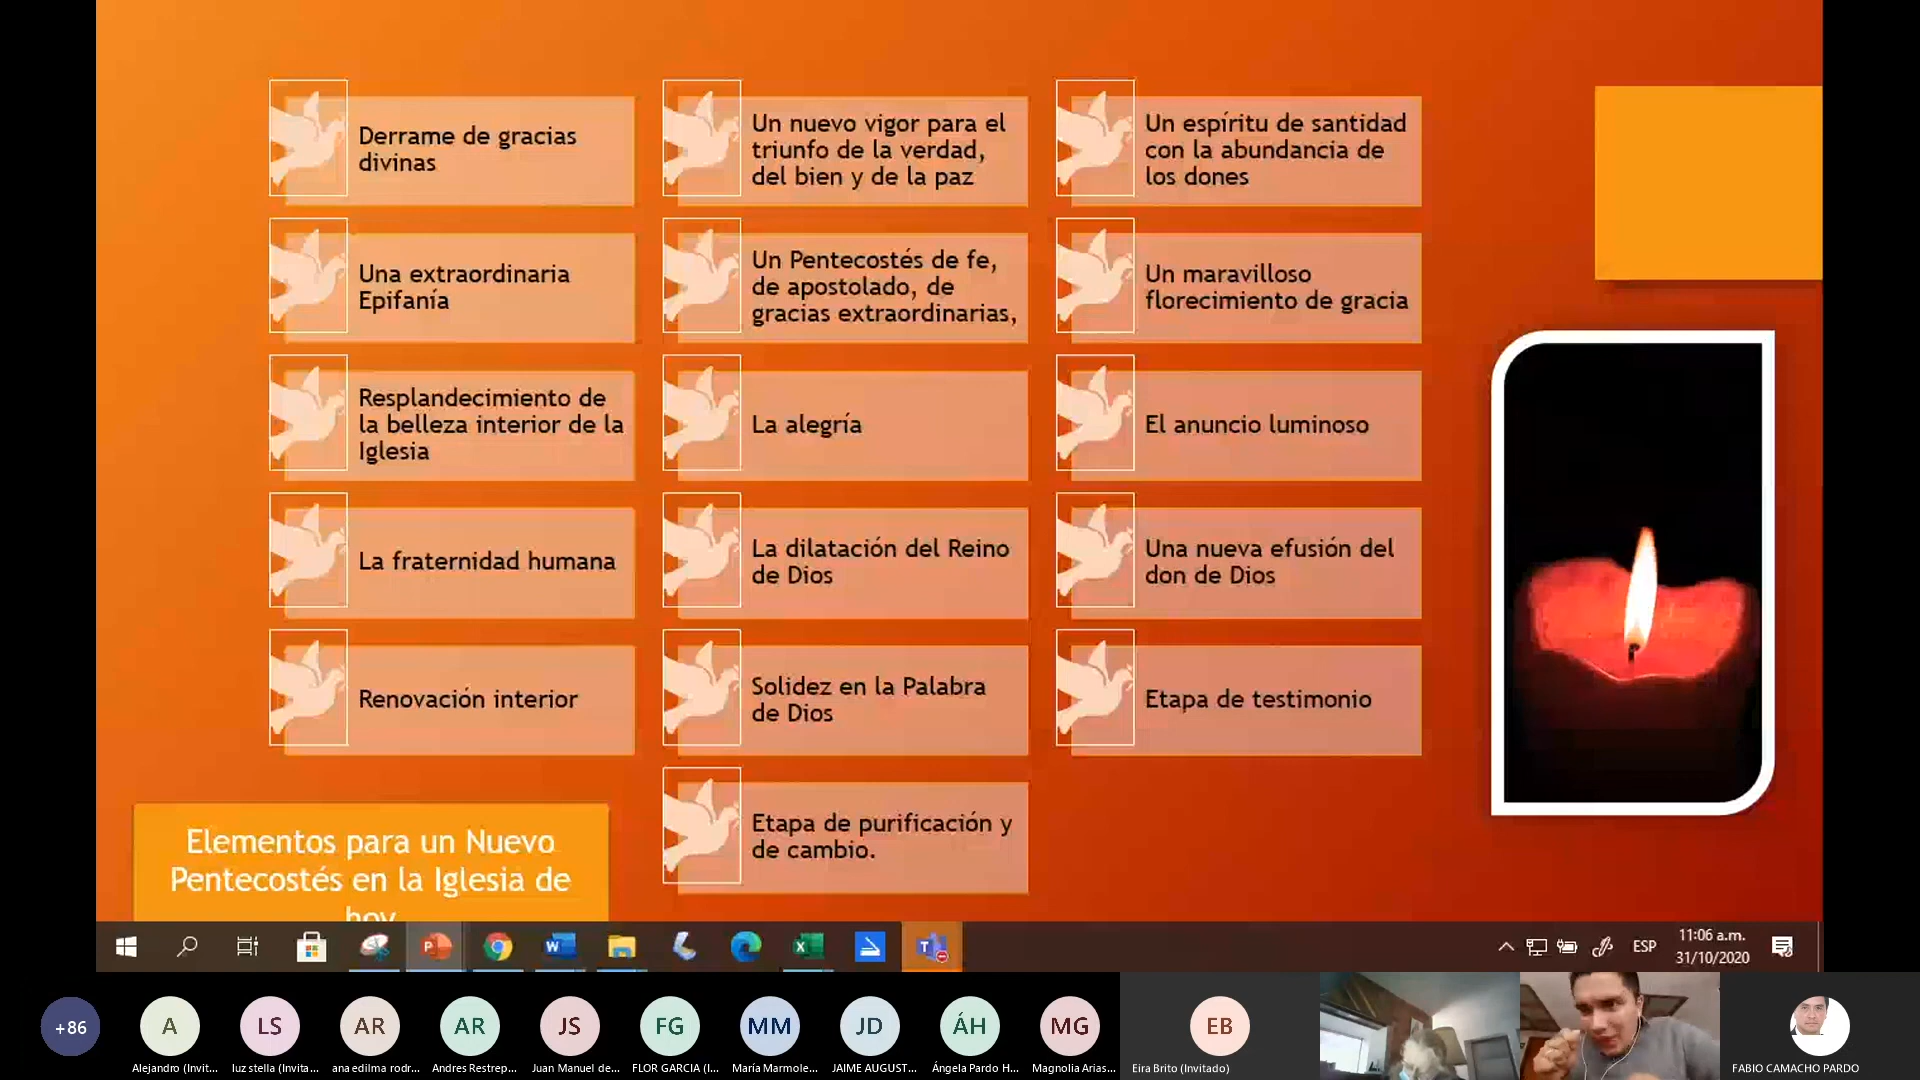 Derrame de gracias
divinas
Un nuevo vigor para el
triunfo de la verdad,
del bien y de la paz
Un espíritu de santidad
con la abundancia de
los dones
Una extraordinaria
Epifanía
Un Pentecostés de fe,
de apostolado, de
gracias extraordinarias,
Un maravilloso
florecimiento de gracia
Resplandecimiento de
la belleza interior de la
Iglesia
La alegría
El anuncio luminoso
La fraternidad humana
La dilatación del Reino
de Dios
Una nueva efusión del
don de Dios
Renovación interior
Solidez en la Palabra
de Dios
Etapa de testimonio
Etapa de purificación y
de cambio.
Elementos para un Nuevo
Pentecostés en la Iglesia de
hoy
ESP
11:06 a.m.
31/10/2020
+86
A
LS
AR
AR
JS
FG
MM
JD
ÁH
MG
EB
Alejandro (Invit...
luz stella (Invita...
ana edilma rodr...
Andres Restrep...
Juan Manuel de...
FLOR GARCIA (I...
María Marmole...
JAIME AUGUST...
Ángela Pardo H...
Magnolia Arias...
Eira Brito (Invitado)
FABIO CAMACHO PARDO